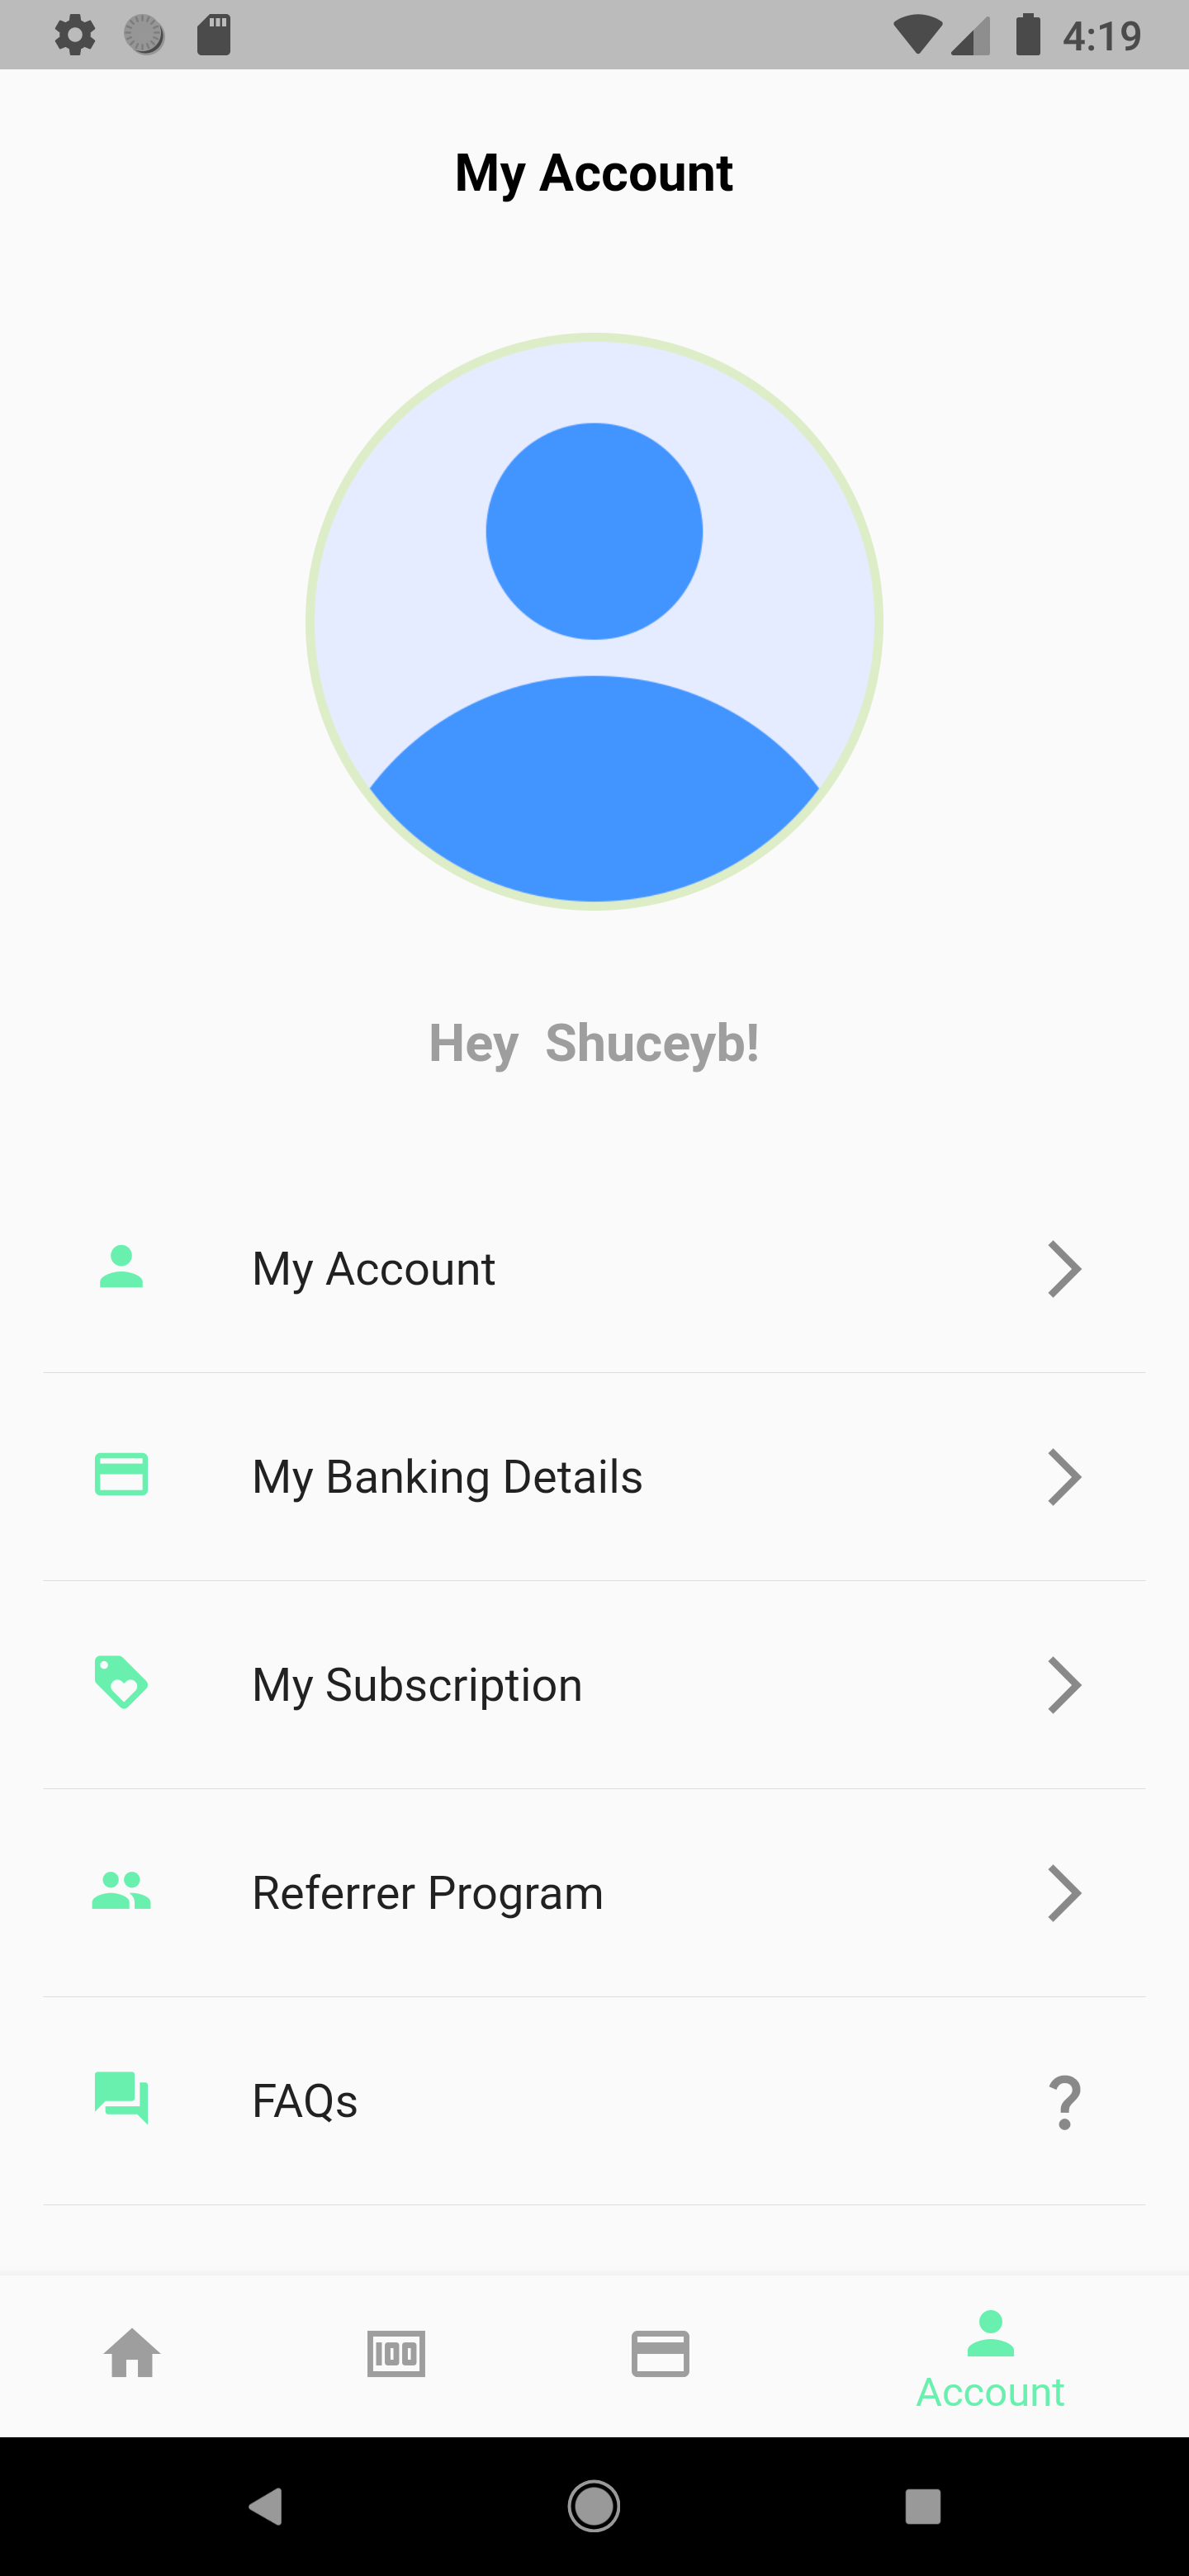 4:19
My Account
Hey  Shuceyb!
My Account
My Banking Details
My Subscription
Referrer Program
FAQs
?
100
Account